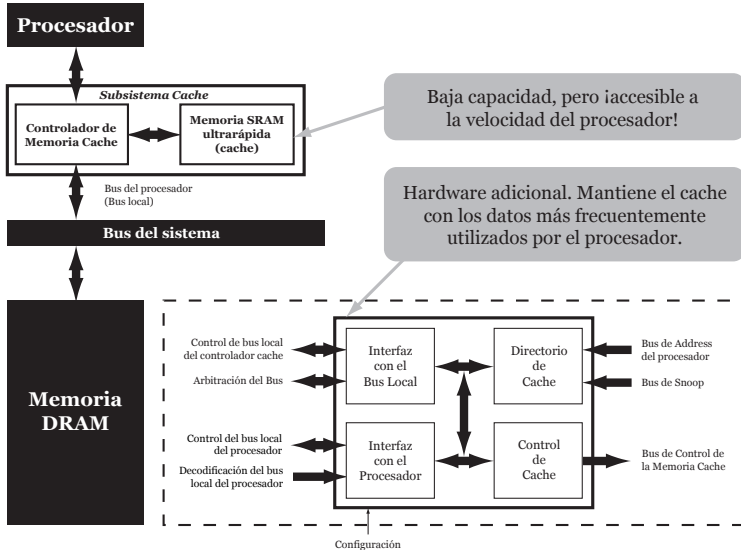 Procesador
Subsistema Cache
Controlador de
Memoria Cache
Memoria SRAM
ultrarápida
(cache)
Baja capacidad, pero ¡accesible a
la velocidad del procesador!
Bus del procesador
(Bus local)
Hardware adicional. Mantiene el cache
con los datos más frecuentemente
utilizados por el procesador.
Bus del sistema
Memoria
DRAM
Control de bus local
del controlador cache
Arbitración del Bus
Control del bus local
del procesador
Decodificación del bus
local del procesador
Interfaz
con el
Bus Local
Directorio
de
Cache
Interfaz
con el
Procesador
Control
de
Cache
Bus de Address
del procesador
Bus de Snoop
Bus de Control de
la Memoria Cache
Configuración